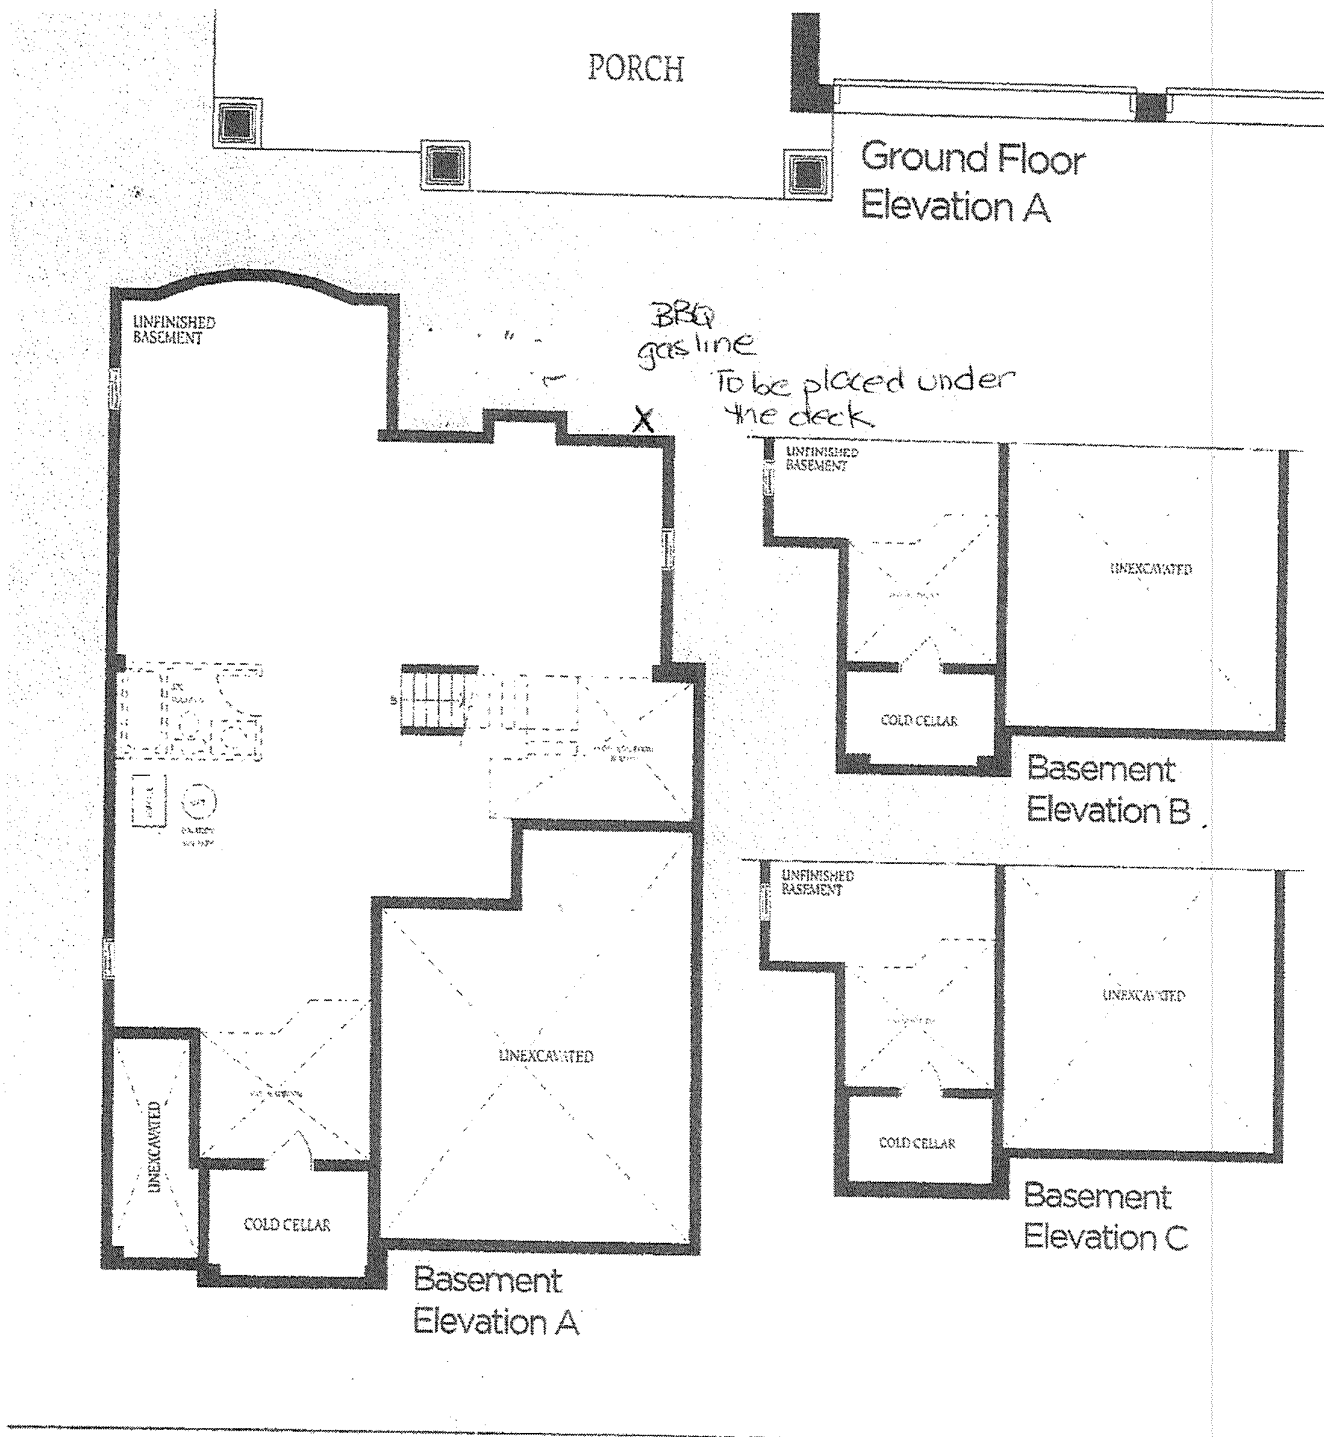 PORCH
Ground Floor
Elevation A
BBQ
gas line
To be placed under
the deck
X
UNFINISHED
BASEMENT
UP
UNEXCAVATED
UNEXCAVATED
COLD CELLAR
Basement
Elevation A
UNFINISHED
BASEMENT
UNEXCAVATED
COLD CELLAR
Basement
Elevation B
UNFINISHED
BASEMENT
UNEXCAVATED
COLD CELLAR
Basement
Elevation C